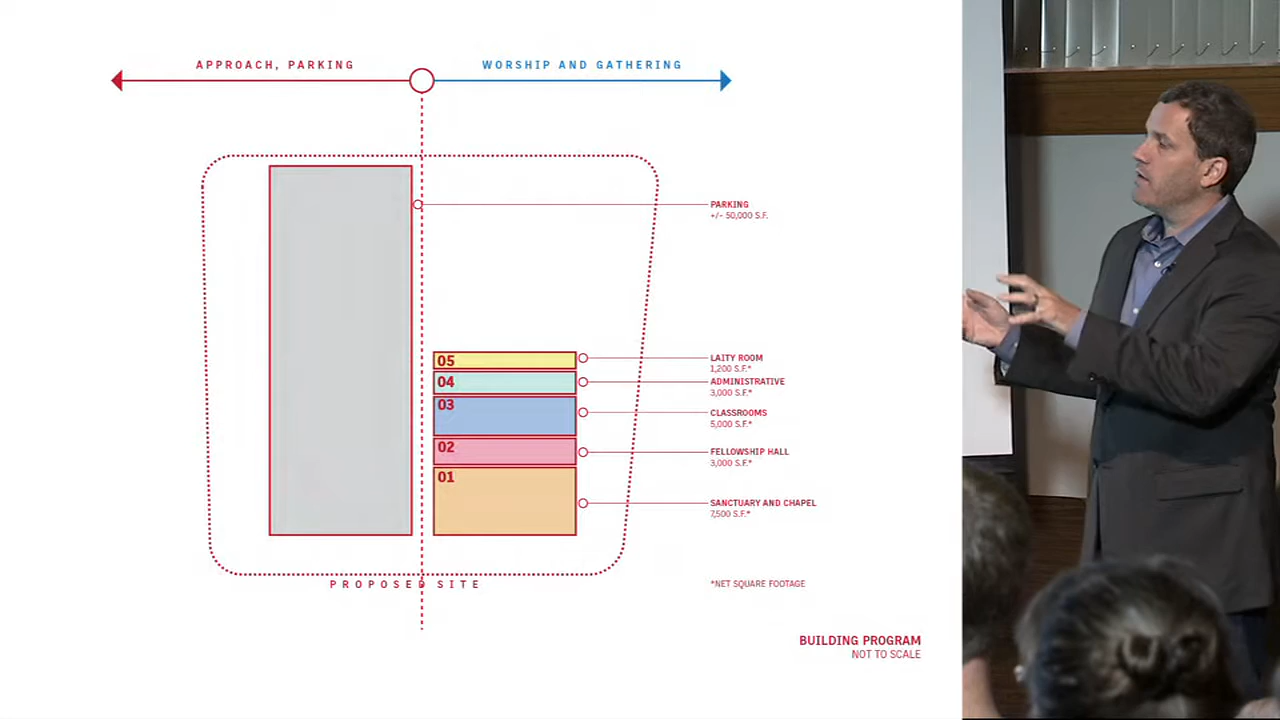 APPROACH, PARKING
WORSHIP AND GATHERING
PARKING
+/- 50,000 S.F.
05
LAITY ROOM
1,200 S.F.*
04
ADMINISTRATIVE
3,000 S.F.*
03
CLASSROOMS
5,000 S.F.*
02
FELLOWSHIP HALL
3,000 S.F.*
01
SANCTUARY AND CHAPEL
7,500 S.F.*
PROPOSED SITE
*NET SQUARE FOOTAGE
BUILDING PROGRAM
NOT TO SCALE